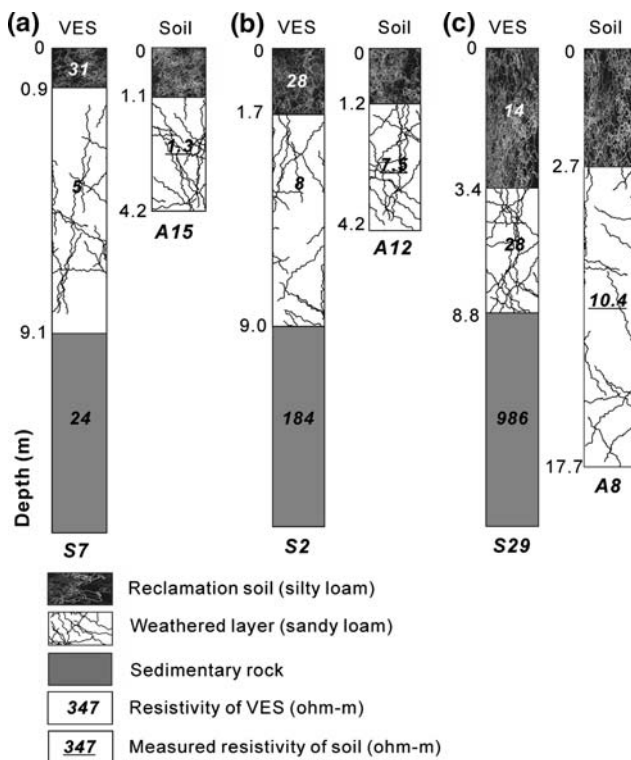 (a) VES Soil (b) VES Soil (c) VES Soil
0 0 0 0 0 0
31 28 14
0.9 1.1 1.7 1.2 3.4 2.7
5 1.3 8 7.5 28 10.4
4.2 4.2
A15 A12
9.1 9.0 8.8
24 184 986
17.7
A8
Depth (m)
S7 S2 S29
Reclamation soil (silty loam)
Weathered layer (sandy loam)
Sedimentary rock
347 Resistivity of VES (ohm-m)
347 Measured resistivity of soil (ohm-m)